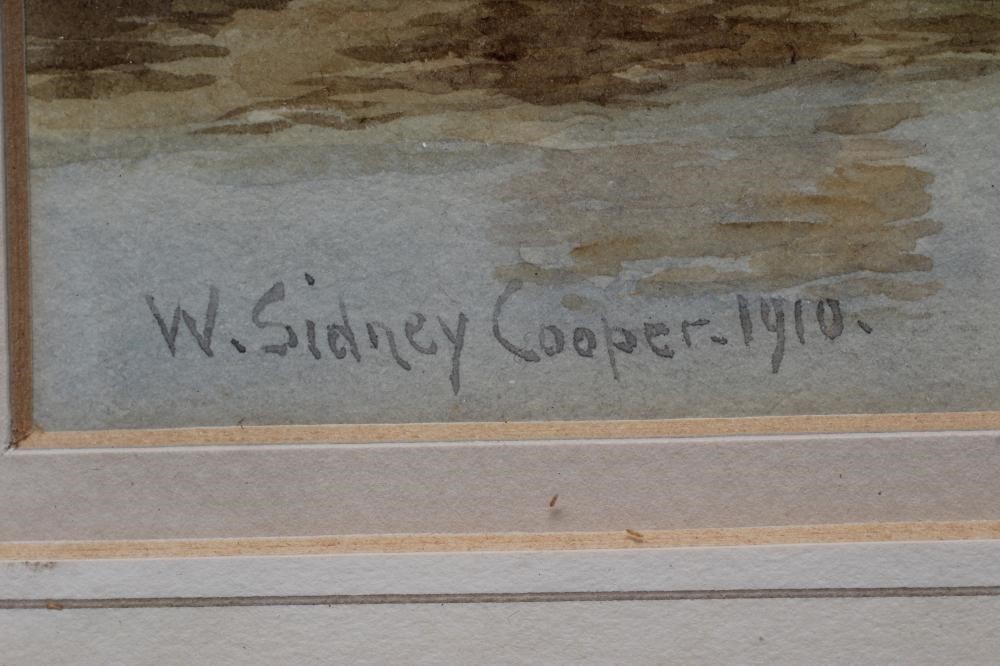 W. Sidney Cooper. 1910.